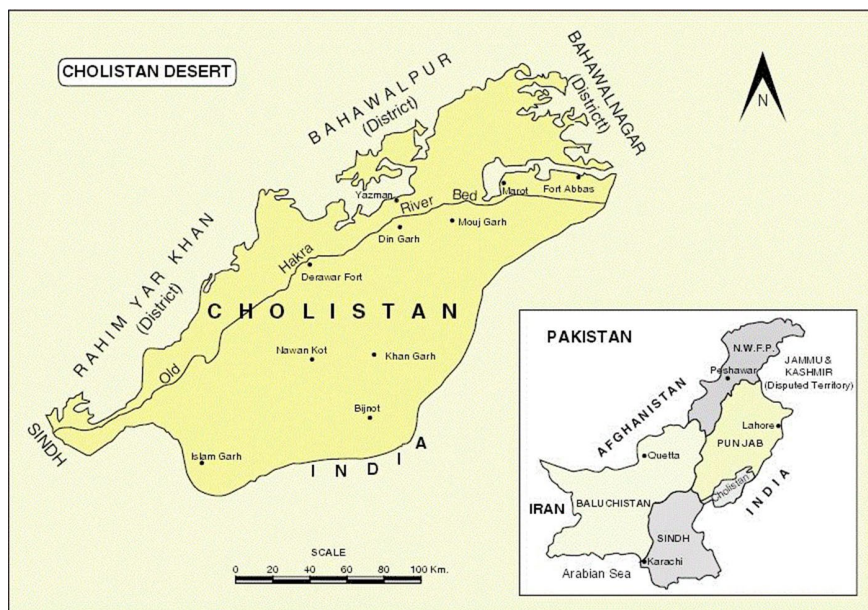 CHOLISTAN DESERT
BAHAWALPUR
(District)
BAHAWALNAGAR
(Districtt)
N
RAHIM YAR KHAN
(District)
SINDH
Yazman
Marot
Fort Abbas
Old Hakra River Bed
Mouj Garh
Din Garh
Derawar Fort
CHOLISTAN
Nawan Kot
Khan Garh
Bijnot
Islam Garh
INDIA
SCALE
0 20 40 60 80 100 Km.
PAKISTAN
N.W.F.P.
Peshawar
JAMMU &
KASHMIR
(Disputed Territory)
AFGHANISTAN
Lahore
PUNJAB
Quetta
Cholistan
INDIA
IRAN
BALUCHISTAN
SINDH
Karachi
Arabian Sea